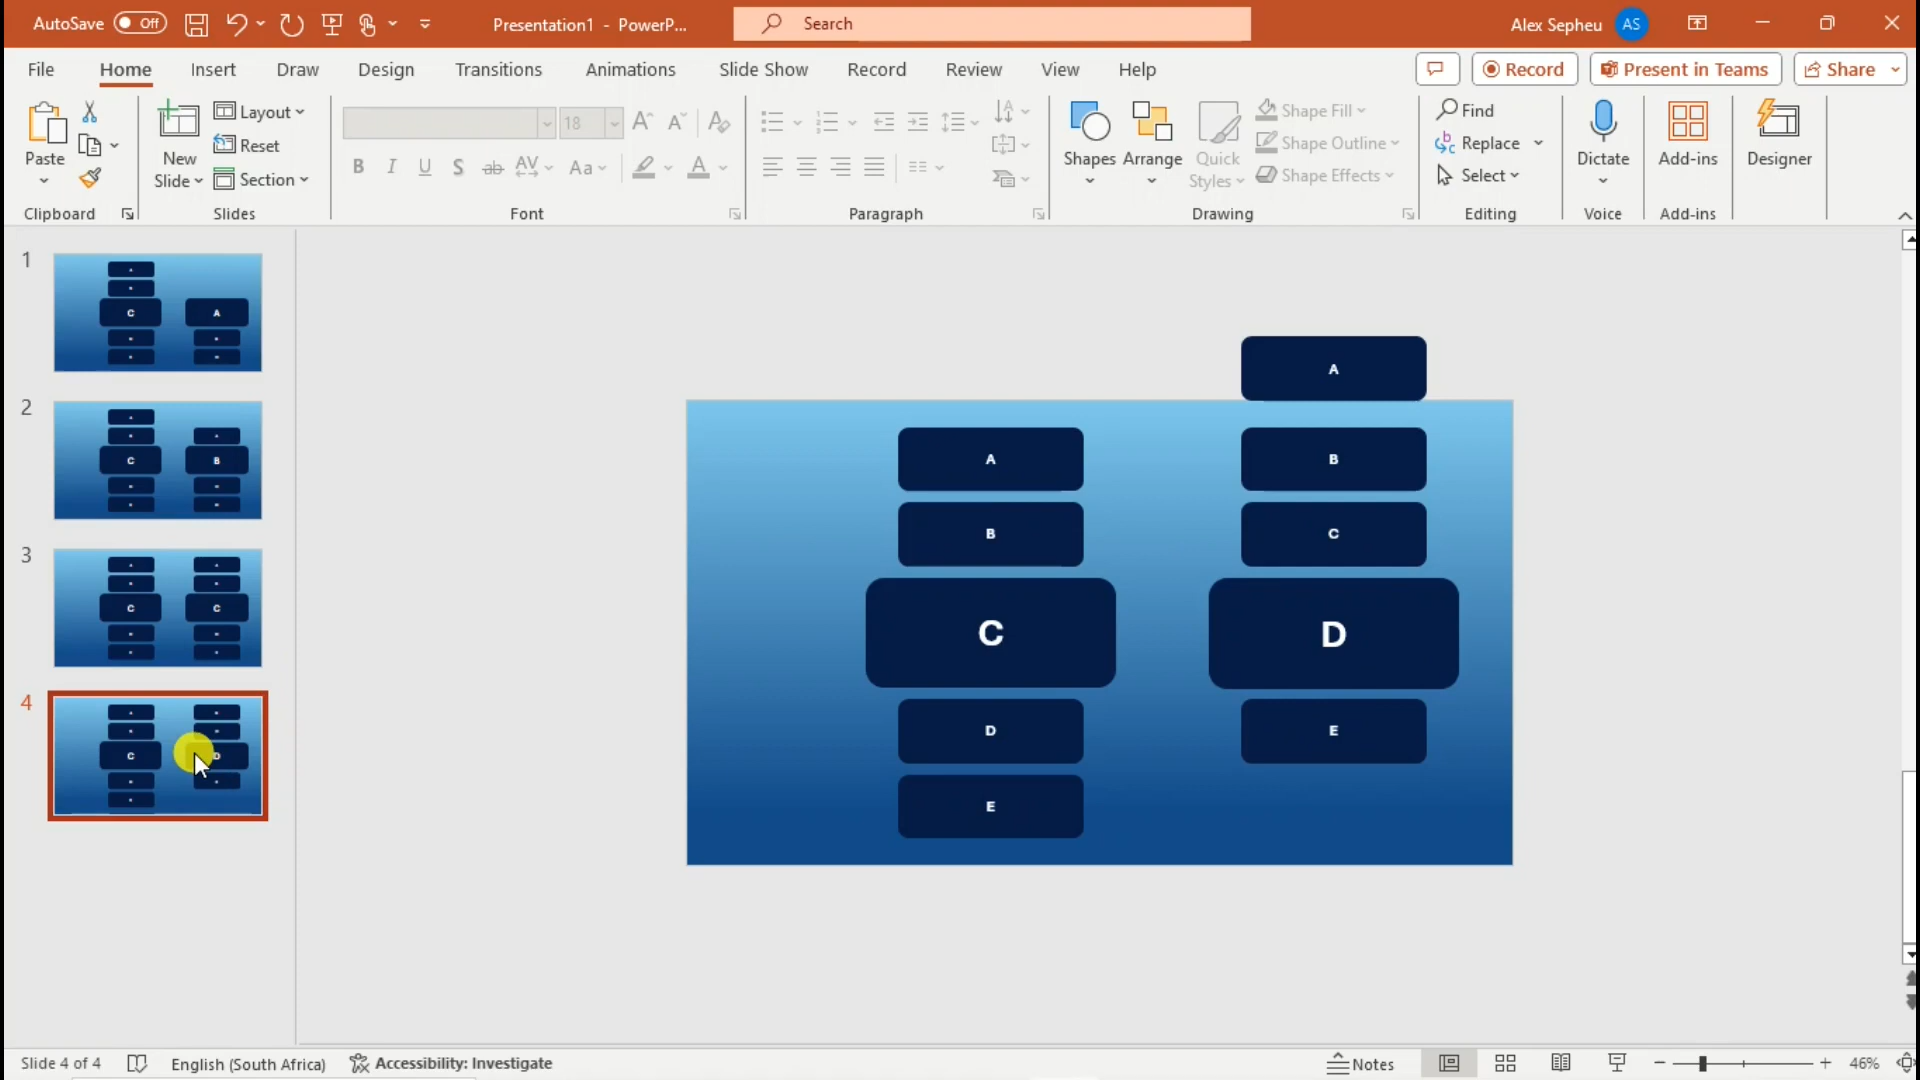 AutoSave Off Presentation1 - PowerP... Search Alex Sepheu AS
File Home Insert Draw Design Transitions Animations Slide Show Record Review View Help Record Present in Teams Share
Paste
New Slide
Layout
Reset
Section
18
B I U S ab AV Aa A
Shapes
Arrange
Quick Styles
Shape Fill
Shape Outline
Shape Effects
Find
Replace
Select
Dictate
Add-ins
Designer
Clipboard Slides Font Paragraph Drawing Editing Voice Add-ins
1
C A
2
C B
3
C C
4
C D
A
A B
B C
C D
D E
E
Slide 4 of 4 English (South Africa) Accessibility: Investigate Notes 46%